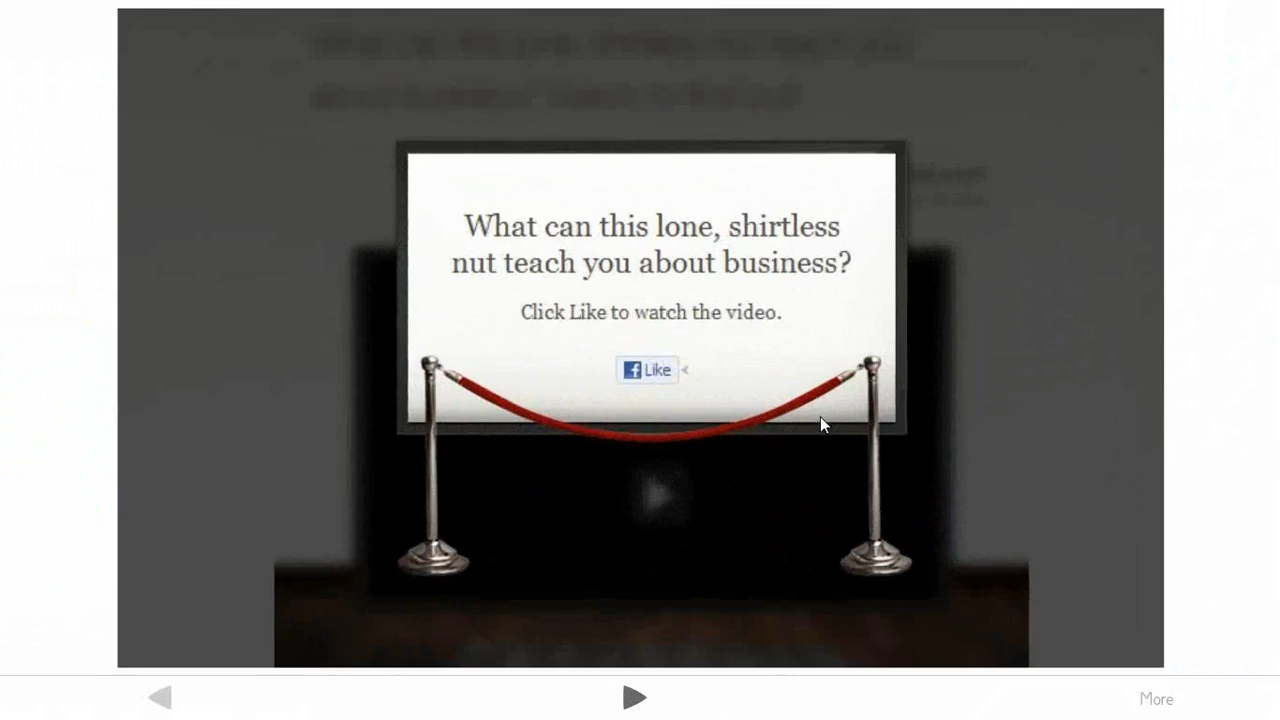 What can this lone, shirtless
nut teach you about business?
Click Like to watch the video.
f Like
More